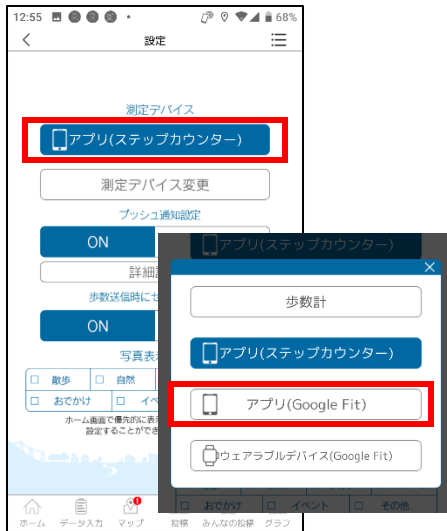 12:55
68%
設定
測定デバイス
アプリ(ステップカウンター)
測定デバイス変更
プッシュ通知設定
ON
詳細
歩数送信時に
ON
写真表
散歩
自然
おでかけ
イベ
ホーム画面で優先的に表
設定することができ
ホーム
データ入力
マップ
投稿
みんなの投稿
グラフ
アプリ(ステップカウンター)
歩数計
アプリ(ステップカウンター)
アプリ(Google Fit)
ウェアラブルデバイス(Google Fit)
おでかけ
イベント
その他